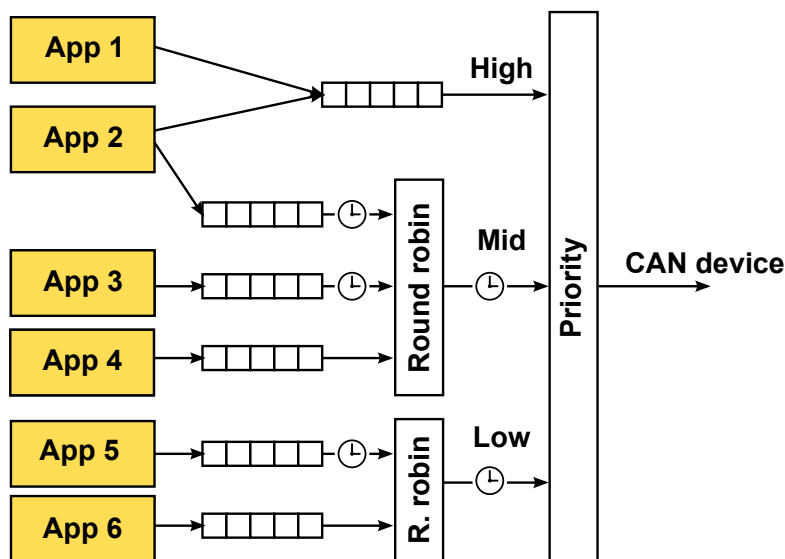 App 1
High
App 2
Mid
CAN device
App 3
Round robin
Priority
App 4
Low
App 5
R. robin
App 6